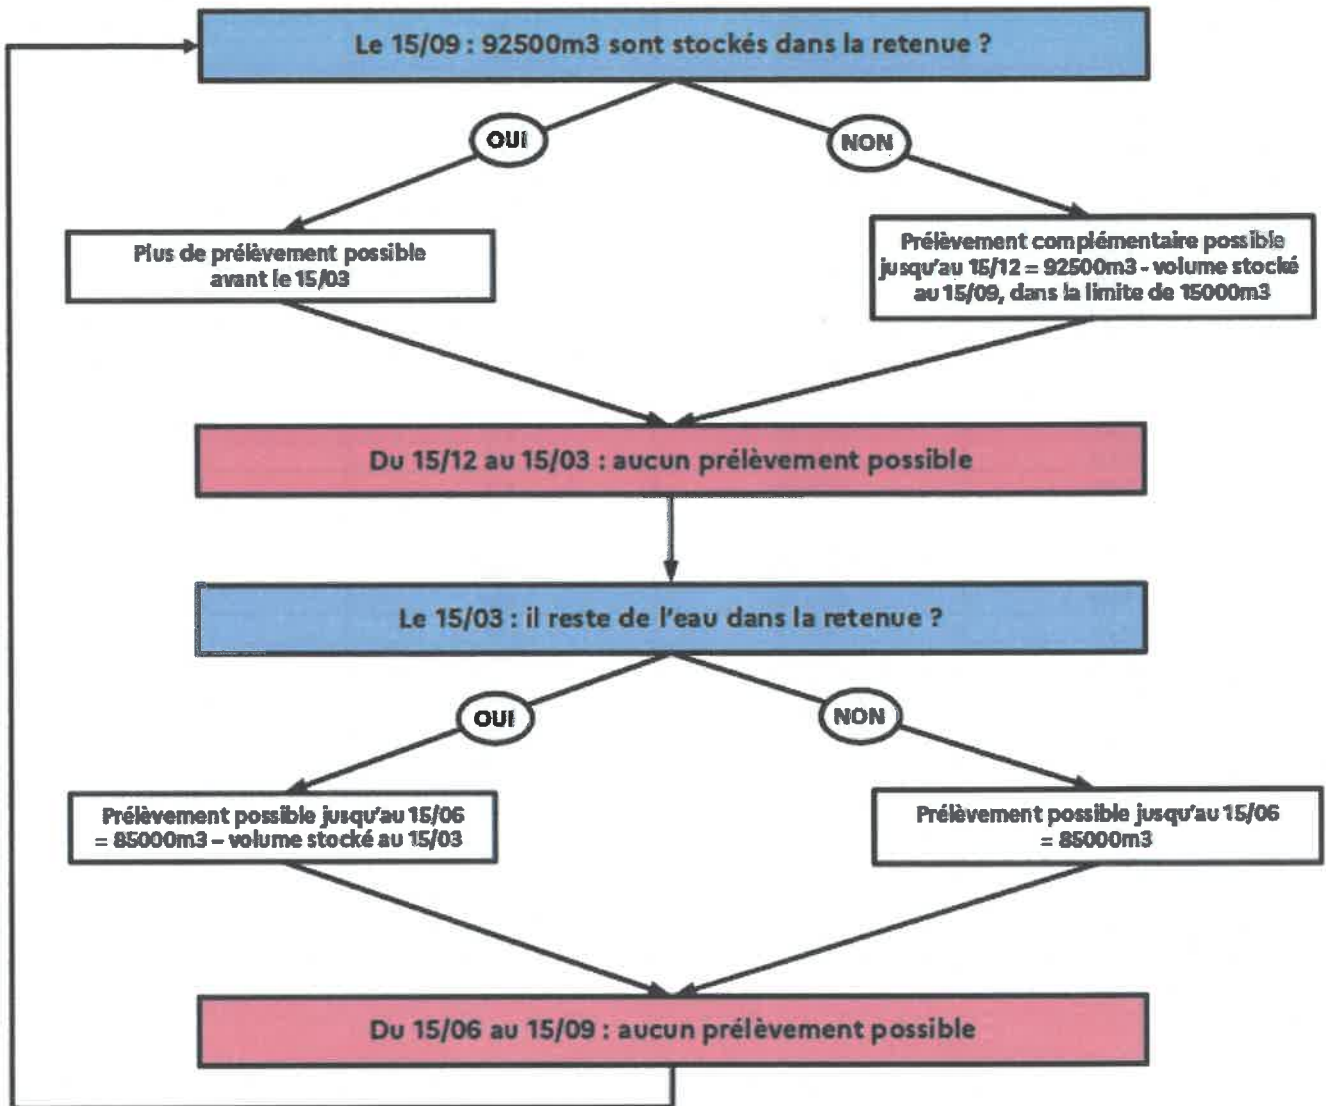 Le 15/09 : 92500m3 sont stockés dans la retenue ?
OUI
NON
Plus de prélèvement possible
avant le 15/03
Prélèvement complémentaire possible
jusqu'au 15/12 = 92500m3 - volume stocké
au 15/09, dans la limite de 15000m3
Du 15/12 au 15/03 : aucun prélèvement possible
Le 15/03 : il reste de l'eau dans la retenue ?
OUI
NON
Prélèvement possible jusqu'au 15/06
= 85000m3 – volume stocké au 15/03
Prélèvement possible jusqu'au 15/06
= 85000m3
Du 15/06 au 15/09 : aucun prélèvement possible